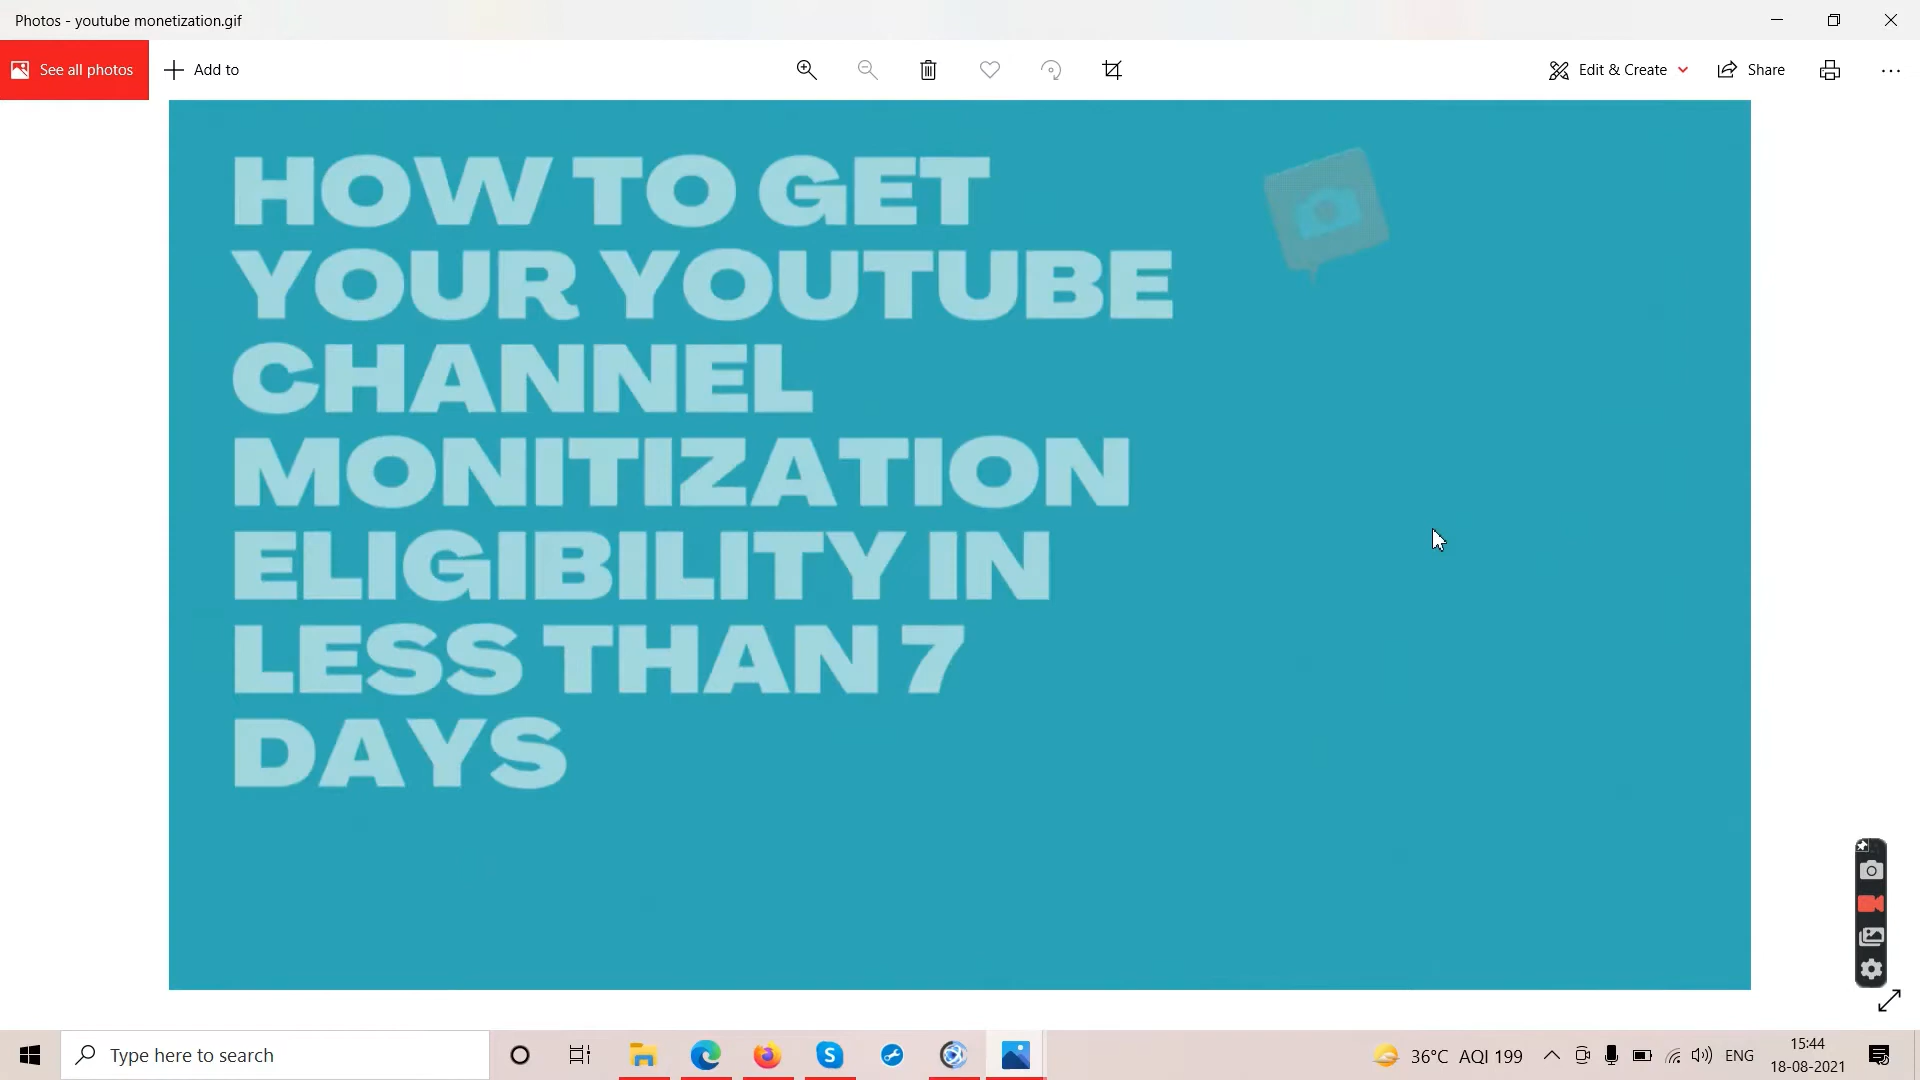 Photos - youtube monetization.gif
See all photos
Add to
Edit & Create
Share
HOW TO GET
YOUR YOUTUBE
CHANNEL
MONITIZATION
ELIGIBILITY IN
LESS THAN 7
DAYS
Type here to search
36°C AQI 199
ENG
15:44
18-08-2021